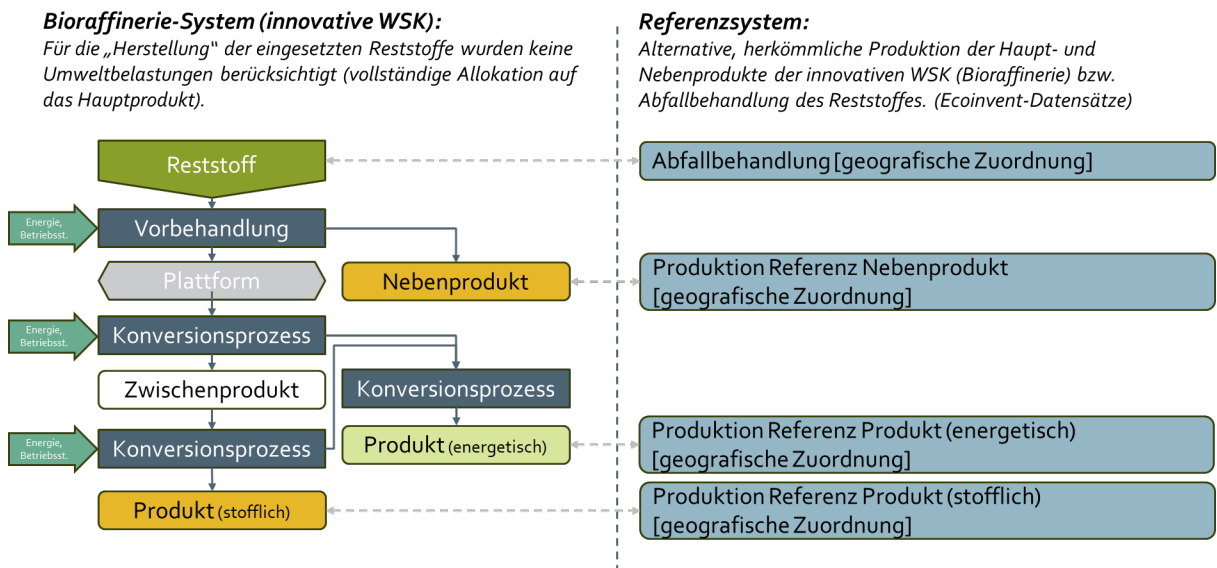 Bioraffinerie-System (innovative WSK):
Für die „Herstellung“ der eingesetzten Reststoffe wurden keine
Umweltbelastungen berücksichtigt (vollständige Allokation auf
das Hauptprodukt).
Referenzsystem:
Alternative, herkömmliche Produktion der Haupt- und
Nebenprodukte der innovativen WSK (Bioraffinerie) bzw.
Abfallbehandlung des Reststoffes. (Ecoinvent-Datensätze)
Reststoff
Abfallbehandlung [geografische Zuordnung]
Energie,
Betriebsst.
Vorbehandlung
Plattform
Nebenprodukt
Produktion Referenz Nebenprodukt
[geografische Zuordnung]
Energie,
Betriebsst.
Konversionsprozess
Zwischenprodukt
Konversionsprozess
Energie,
Betriebsst.
Konversionsprozess
Produkt (energetisch)
Produktion Referenz Produkt (energetisch)
[geografische Zuordnung]
Produkt (stofflich)
Produktion Referenz Produkt (stofflich)
[geografische Zuordnung]